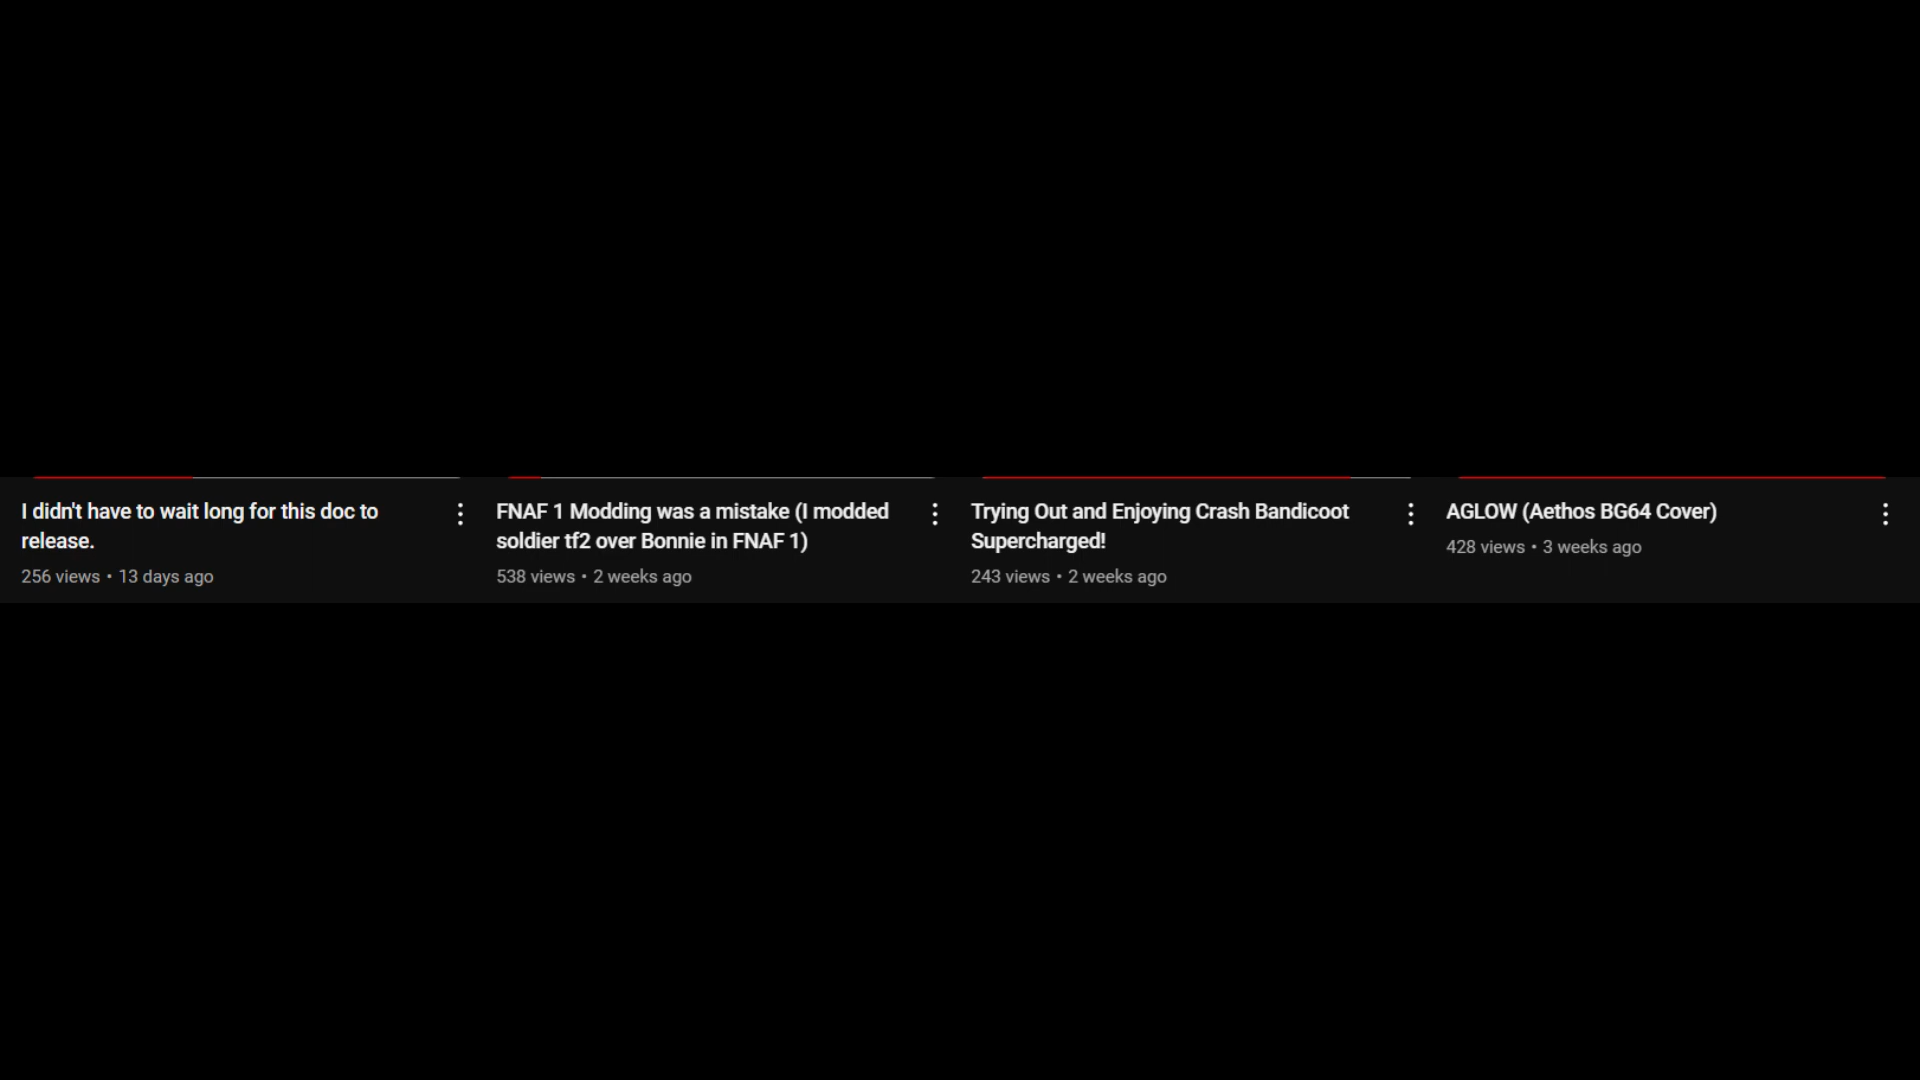 I didn't have to wait long for this doc to
release.
256 views • 13 days ago
FNAF 1 Modding was a mistake (I modded
soldier tf2 over Bonnie in FNAF 1)
538 views • 2 weeks ago
Trying Out and Enjoying Crash Bandicoot
Supercharged!
243 views • 2 weeks ago
AGLOW (Aethos BG64 Cover)
428 views • 3 weeks ago